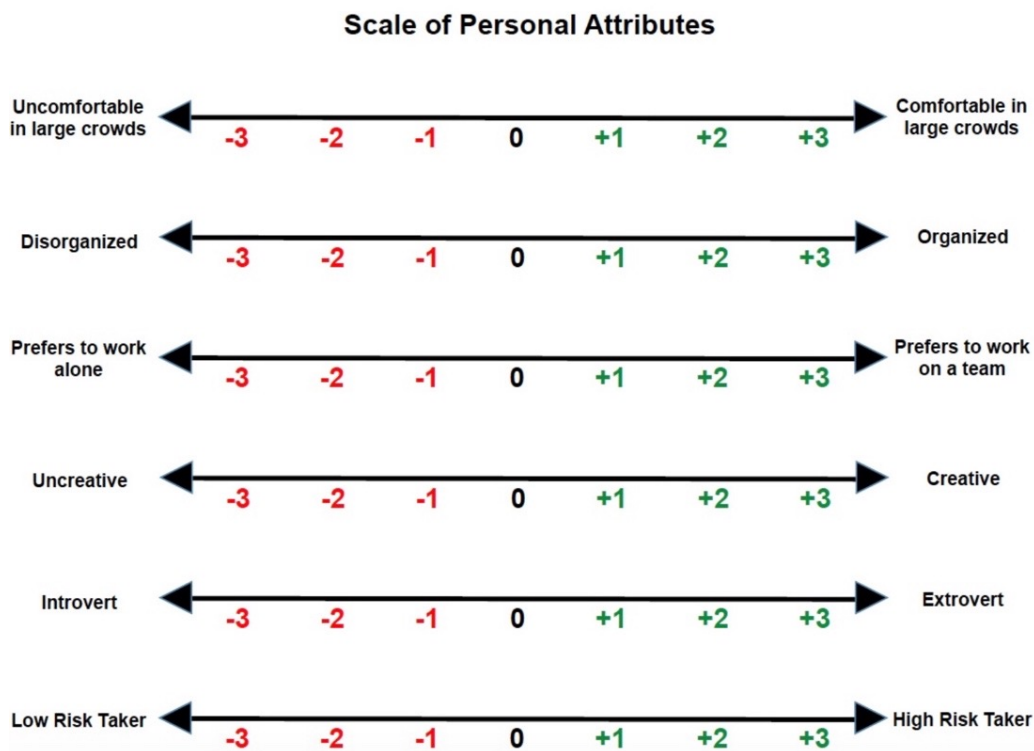 Scale of Personal Attributes
Uncomfortable
in large crowds
-3 -2 -1 0 +1 +2 +3
Comfortable in
large crowds
Disorganized
-3 -2 -1 0 +1 +2 +3
Organized
Prefers to work
alone
-3 -2 -1 0 +1 +2 +3
Prefers to work
on a team
Uncreative
-3 -2 -1 0 +1 +2 +3
Creative
Introvert
-3 -2 -1 0 +1 +2 +3
Extrovert
Low Risk Taker
-3 -2 -1 0 +1 +2 +3
High Risk Taker